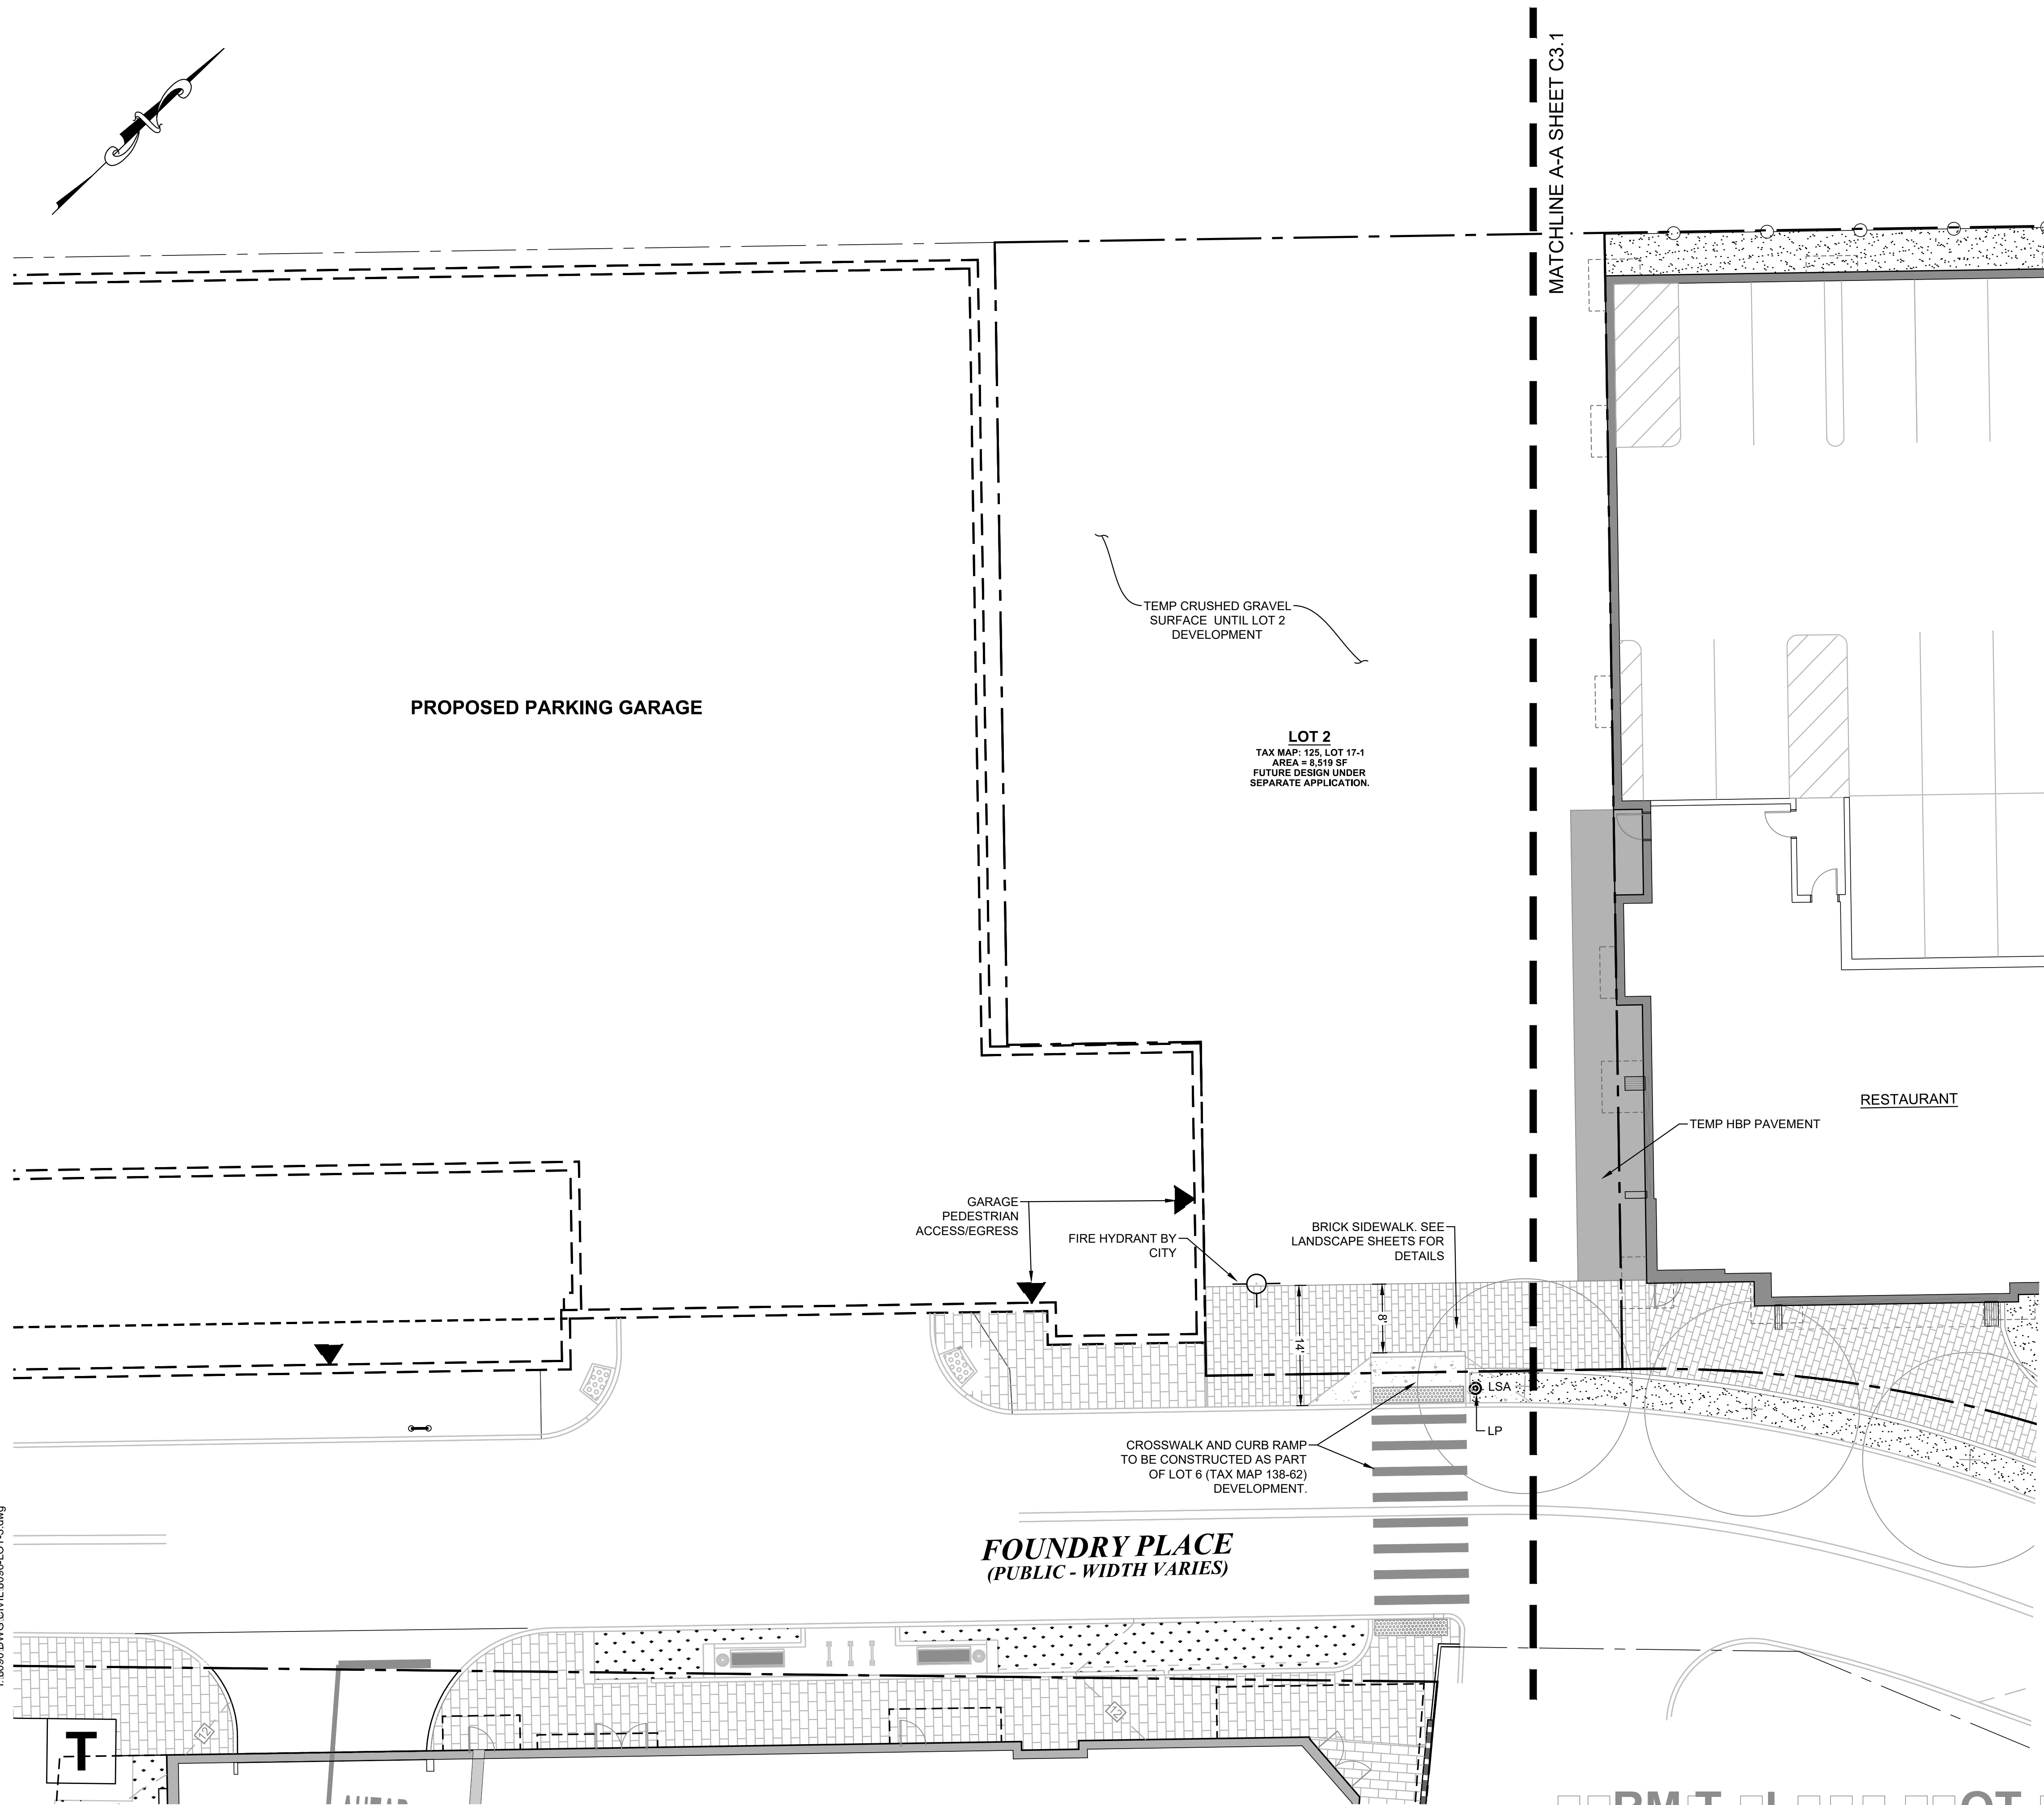 MATCHLINE A-A SHEET C3.1
TEMP CRUSHED GRAVEL
SURFACE UNTIL LOT 2
DEVELOPMENT
PROPOSED PARKING GARAGE
LOT 2
TAX MAP: 125, LOT 17-1
AREA = 8,519 SF
FUTURE DESIGN UNDER
SEPARATE APPLICATION.
RESTAURANT
TEMP HBP PAVEMENT
GARAGE
PEDESTRIAN
ACCESS/EGRESS
FIRE HYDRANT BY
CITY
BRICK SIDEWALK. SEE
LANDSCAPE SHEETS FOR
DETAILS
8'
14'
LSA
LP
CROSSWALK AND CURB RAMP
TO BE CONSTRUCTED AS PART
OF LOT 6 (TAX MAP 138-62)
DEVELOPMENT.
FOUNDRY PLACE
(PUBLIC - WIDTH VARIES)
12
12
T